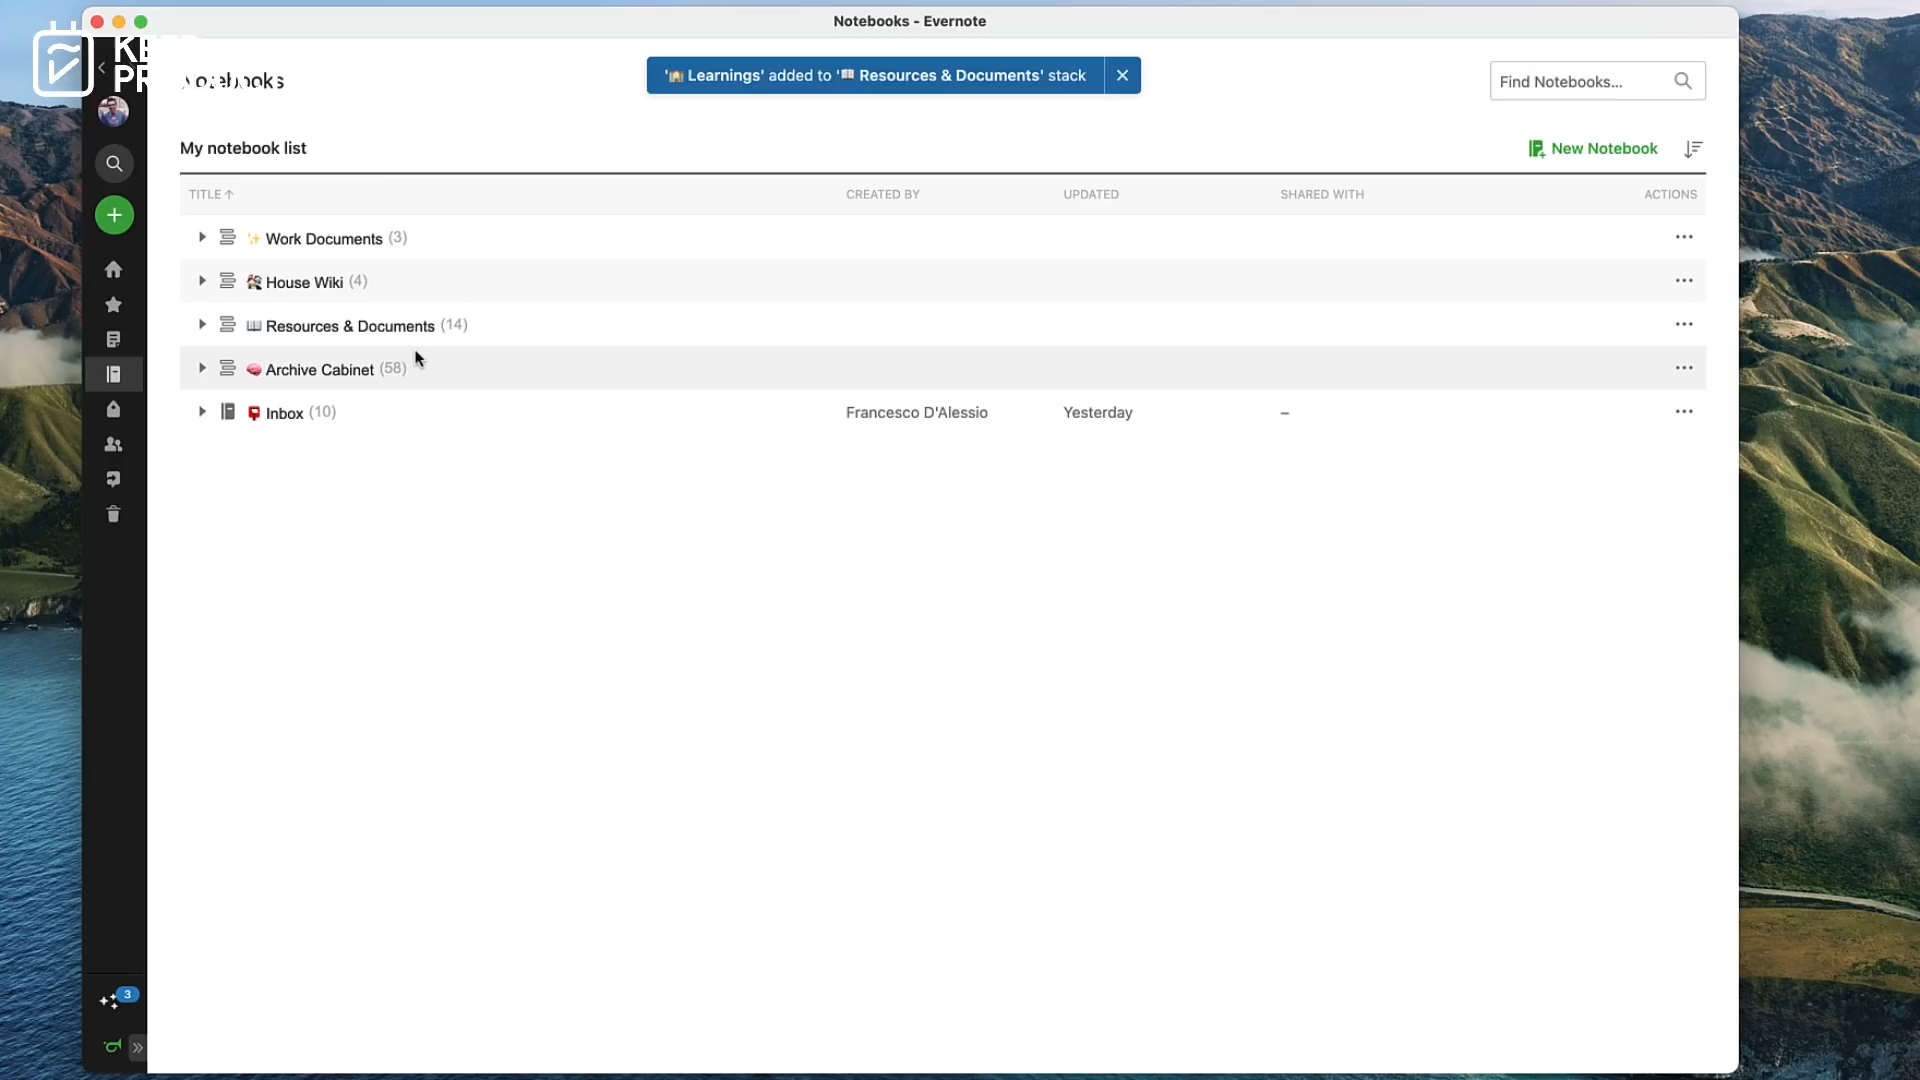 Notebooks - Evernote
Notebooks
'Learnings' added to 'Resources & Documents' stack
Find Notebooks...
My notebook list
New Notebook
TITLE
CREATED BY
UPDATED
SHARED WITH
ACTIONS
Work Documents (3)
House Wiki (4)
Resources & Documents (14)
Archive Cabinet (58)
Inbox (10)
Francesco D'Alessio
Yesterday
–
3